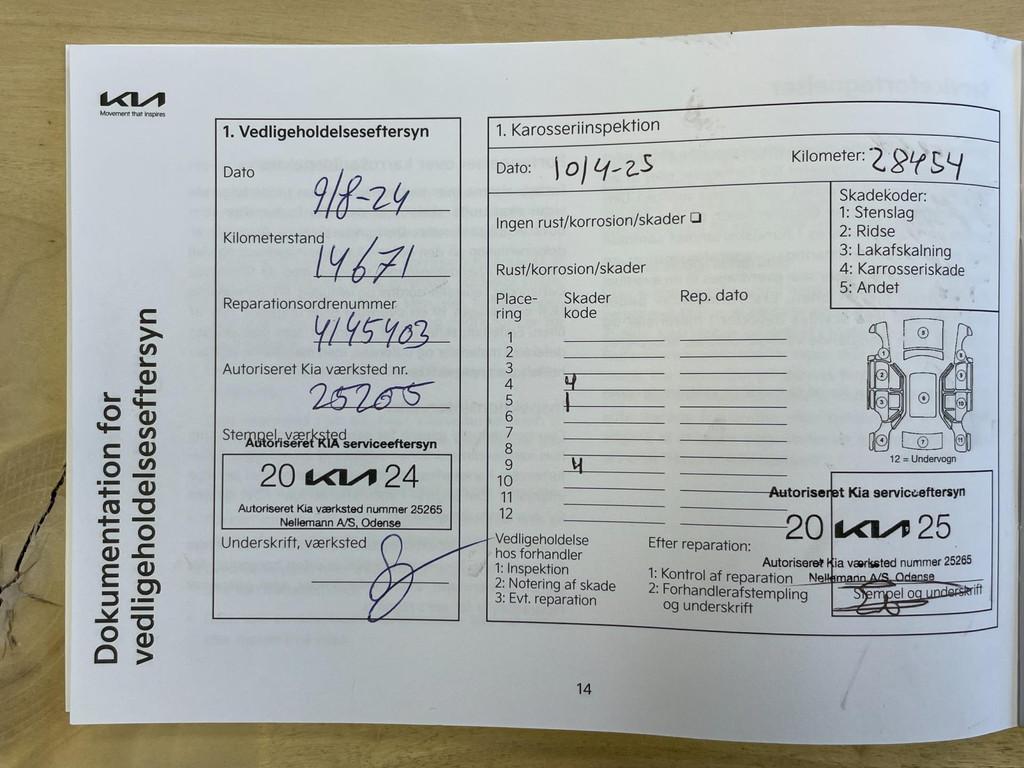 KIA
Movement that inspires
Dokumentation for
vedligeholdelseseftersyn
1. Vedligeholdelseseftersyn
Dato
9/8-24
Kilometerstand
14671
Reparationsordrenummer
4145403
Autoriseret Kia værksted nr.
25265
Stempel, værksted
Autoriseret KIA serviceeftersyn
20 KIA 24
Autoriseret Kia værksted nummer 25265
Nellemann A/S, Odense
Underskrift, værksted
1. Karosseriinspektion
Dato: 10/4-25
Kilometer: 28454
Ingen rust/korrosion/skader
Rust/korrosion/skader
Skadekoder:
1: Stenslag
2: Ridse
3: Lakafskalning
4: Karrosseriskade
5: Andet
Place-
ring
Skader
kode
Rep. dato
1
2
3
4 4
5 1
6
7
8
9 4
10
11
12
12 = Undervogn
Vedligeholdelse
hos forhandler
1: Inspektion
2: Notering af skade
3: Evt. reparation
Efter reparation:
1: Kontrol af reparation
2: Forhandlerafstempling
og underskrift
Autoriseret Kia serviceeftersyn
20 KIA 25
Autoriseret Kia værksted nummer 25265
Nellemann A/S, Odense
Stempel og underskrift
14